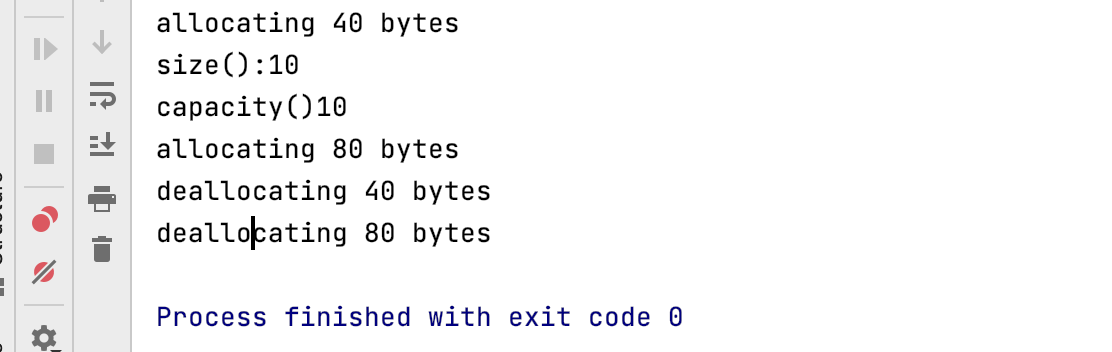 allocating 40 bytes
size():10
capacity()10
allocating 80 bytes
deallocating 40 bytes
deallocating 80 bytes
Process finished with exit code 0